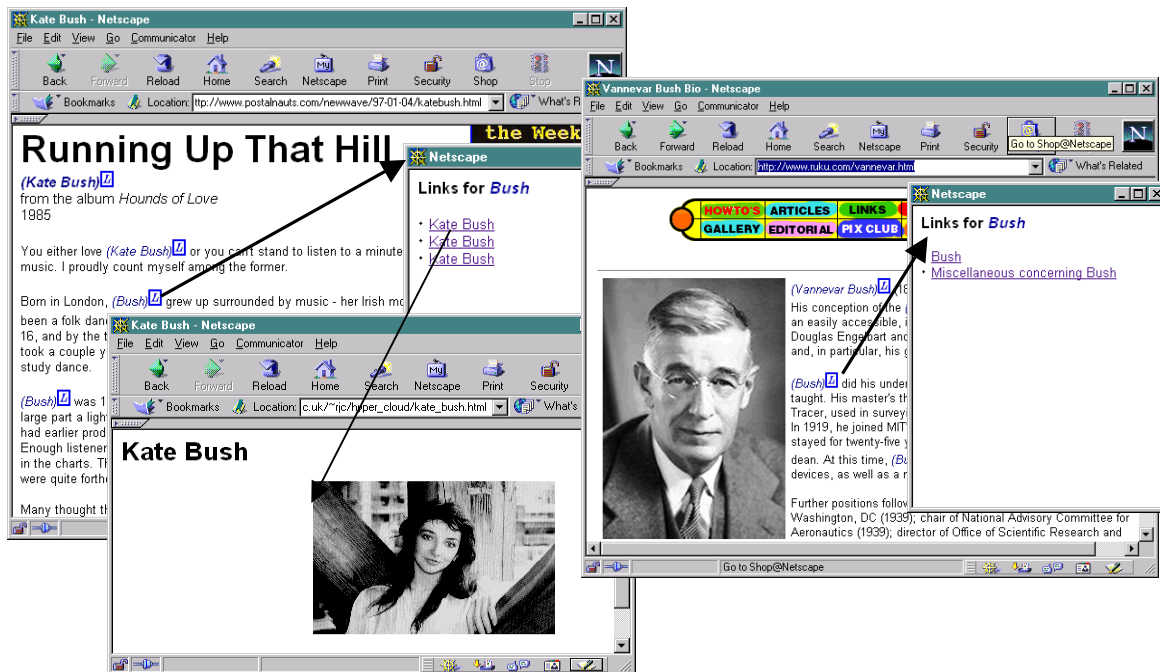 Kate Bush - Netscape
File Edit View Go Communicator Help
Back Forward Reload Home Search Netscape Print Security Shop Stop
My
N
Bookmarks Location: ttp://www.postalnauts.com/newwave/97-01-04/katebush.html What's R
the Week
Running Up That Hill
(Kate Bush) L
from the album Hounds of Love
1985
You either love (Kate Bush) L or you can't stand to listen to a minute
music. I proudly count myself among the former.
Born in London, (Bush) L grew up surrounded by music - her Irish mo
been a folk danc
16, and by the t
took a couple y
study dance.
(Bush) L was 1
large part a light
had earlier prod
Enough listener
in the charts. Th
were quite forthc
Many thought th
Netscape
Links for Bush
Kate Bush
Kate Bush
Kate Bush
Kate Bush - Netscape
File Edit View Go Communicator Help
Back Forward Reload Home Search Netscape Print Security
My
Bookmarks Location: c.uk/~rjc/hyper_cloud/kate_bush.html What's
Kate Bush
Vannevar Bush Bio - Netscape
File Edit View Go Communicator Help
Back Forward Reload Home Search Netscape Print Security
My
N
Go to Shop@Netscape
Bookmarks Location: http://www.ruku.com/vannevar.htm What's Related
HOWTO'S ARTICLES LINKS
GALLERY EDITORIAL PIX CLUB
(Vannevar Bush) L (18
His conception of the (
an easily accessible, i
Douglas Engelbart and
and, in particular, his g
(Bush) L did his under
taught. His master's th
Tracer, used in survey
In 1919, he joined MIT
stayed for twenty-five y
dean. At this time, (Bu
devices, as well as a r
Further positions follow
Washington, DC (1939); chair of National Advisory Committee for
Aeronautics (1939); director of Office of Scientific Research and
Netscape
Links for Bush
Bush
Miscellaneous concerning Bush
Go to Shop@Netscape